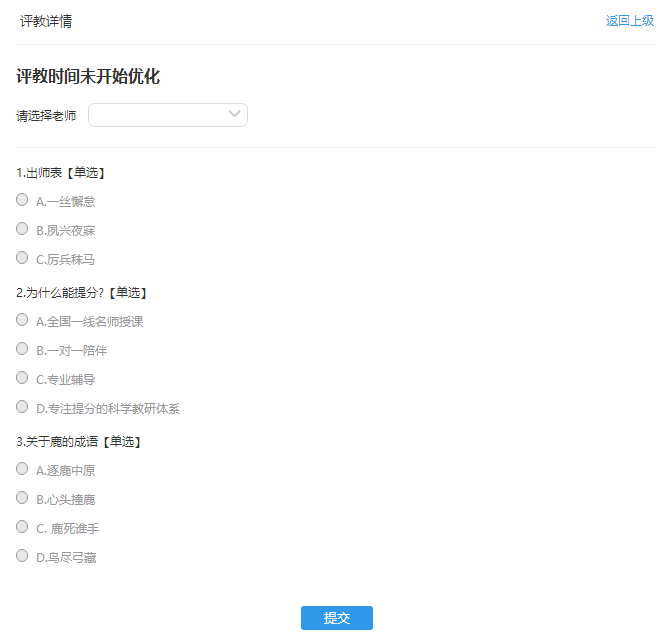 评教详情
返回上级
评教时间未开始优化
请选择老师
1.出师表【单选】
A.一丝懈怠
B.夙兴夜寐
C.厉兵秣马
2.为什么能提分?【单选】
A.全国一线名师授课
B.一对一陪伴
C.专业辅导
D.专注提分的科学教研体系
3.关于鹿的成语【单选】
A.逐鹿中原
B.心头撞鹿
C. 鹿死谁手
D.鸟尽弓藏
提交